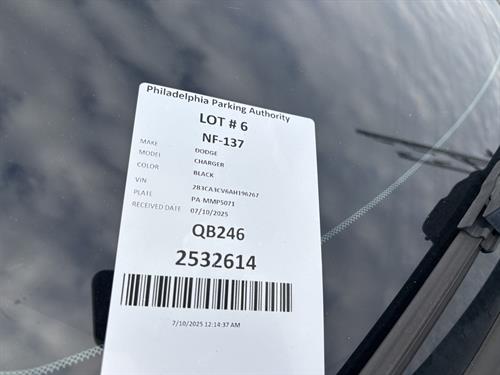 Philadelphia Parking Authority
LOT # 6
NF-137
MAKE DODGE
MODEL CHARGER
COLOR BLACK
VIN 2B3CA3CV6AH196267
PLATE PA MMP5071
RECEIVED DATE 07/10/2025
QB246
2532614
7/10/2025 12:14:37 AM